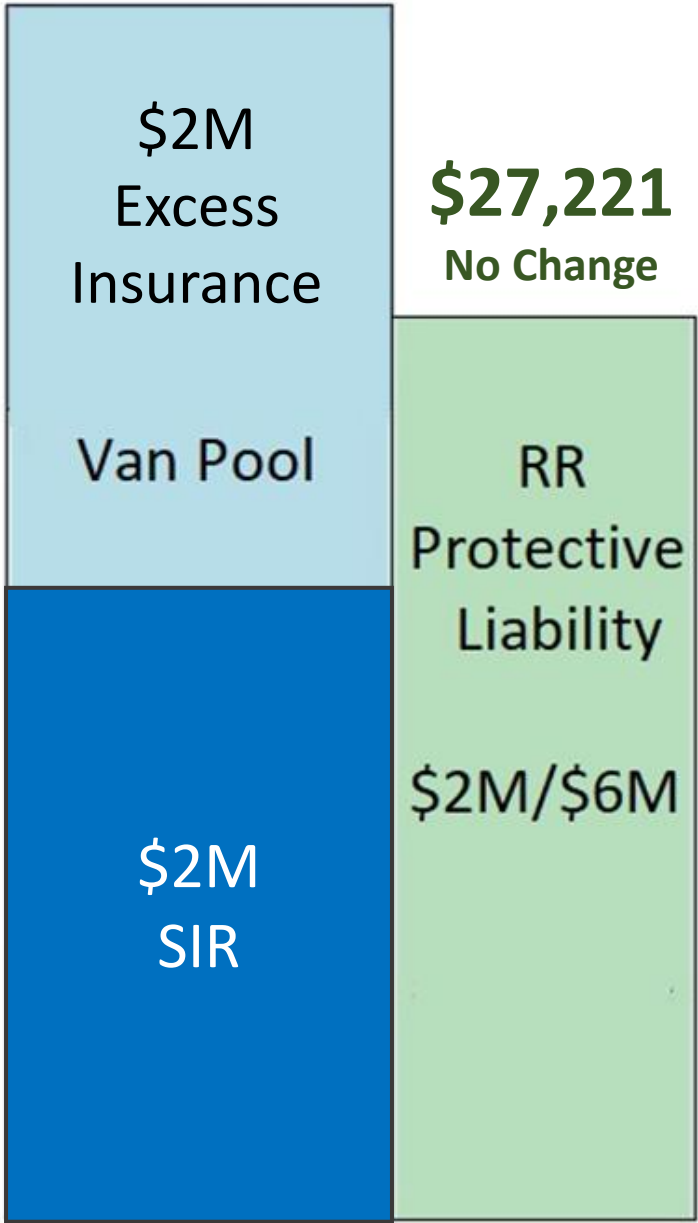 $2M
Excess
Insurance
Van Pool
$2M
SIR
$27,221
No Change
RR
Protective
Liability
$2M/$6M